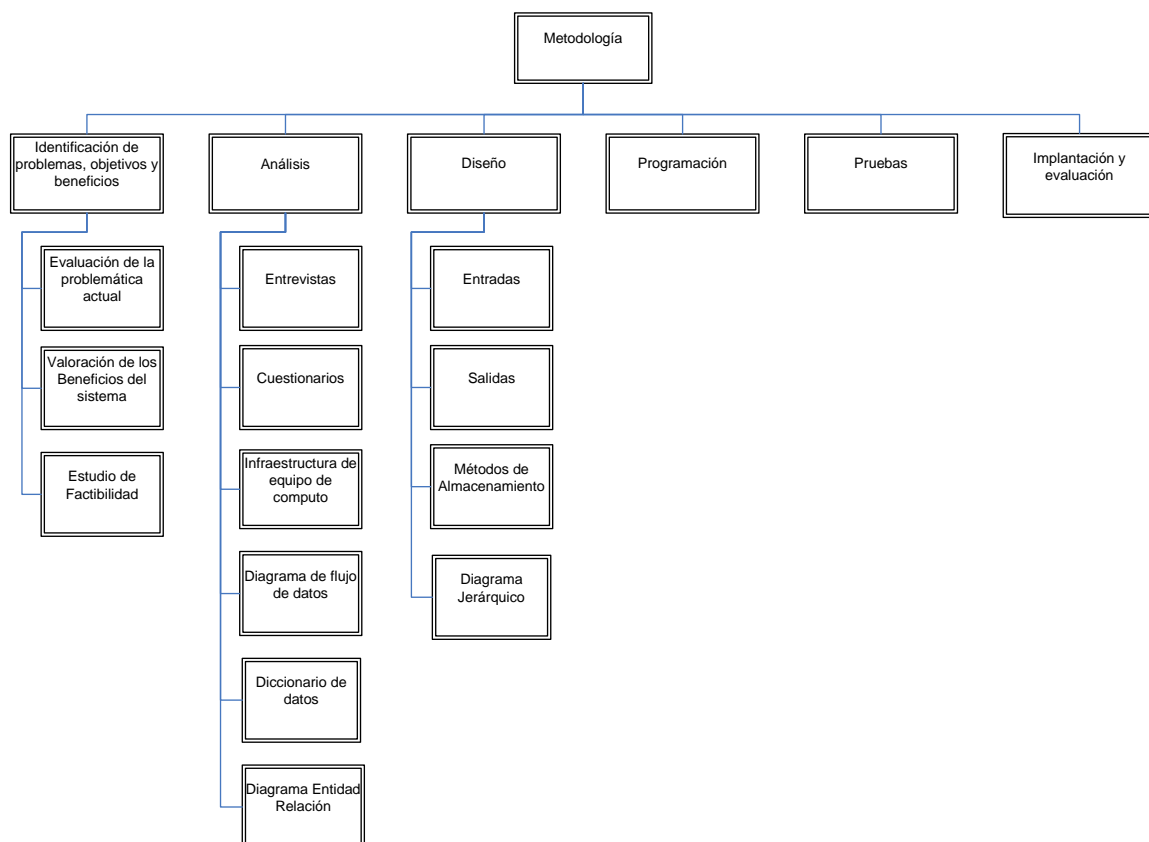 Metodología
Identificación de
problemas, objetivos y
beneficios
Análisis
Diseño
Programación
Pruebas
Implantación y
evaluación
Evaluación de la
problemática
actual
Valoración de los
Beneficios del
sistema
Estudio de
Factibilidad
Entrevistas
Cuestionarios
Infraestructura de
equipo de
computo
Diagrama de flujo
de datos
Diccionario de
datos
Diagrama Entidad
Relación
Entradas
Salidas
Métodos de
Almacenamiento
Diagrama
Jerárquico